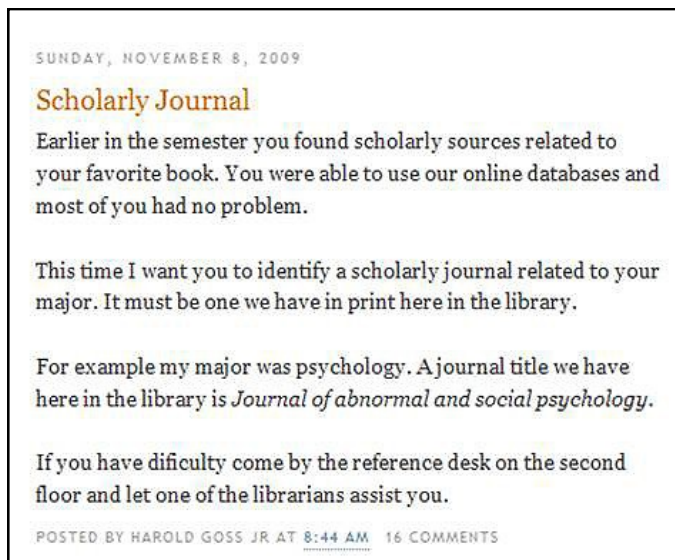 SUNDAY, NOVEMBER 8, 2009
Scholarly Journal
Earlier in the semester you found scholarly sources related to
your favorite book. You were able to use our online databases and
most of you had no problem.
This time I want you to identify a scholarly journal related to your
major. It must be one we have in print here in the library.
For example my major was psychology. A journal title we have
here in the library is Journal of abnormal and social psychology.
If you have dificulty come by the reference desk on the second
floor and let one of the librarians assist you.
POSTED BY HAROLD GOSS JR AT 8:44 AM 16 COMMENTS